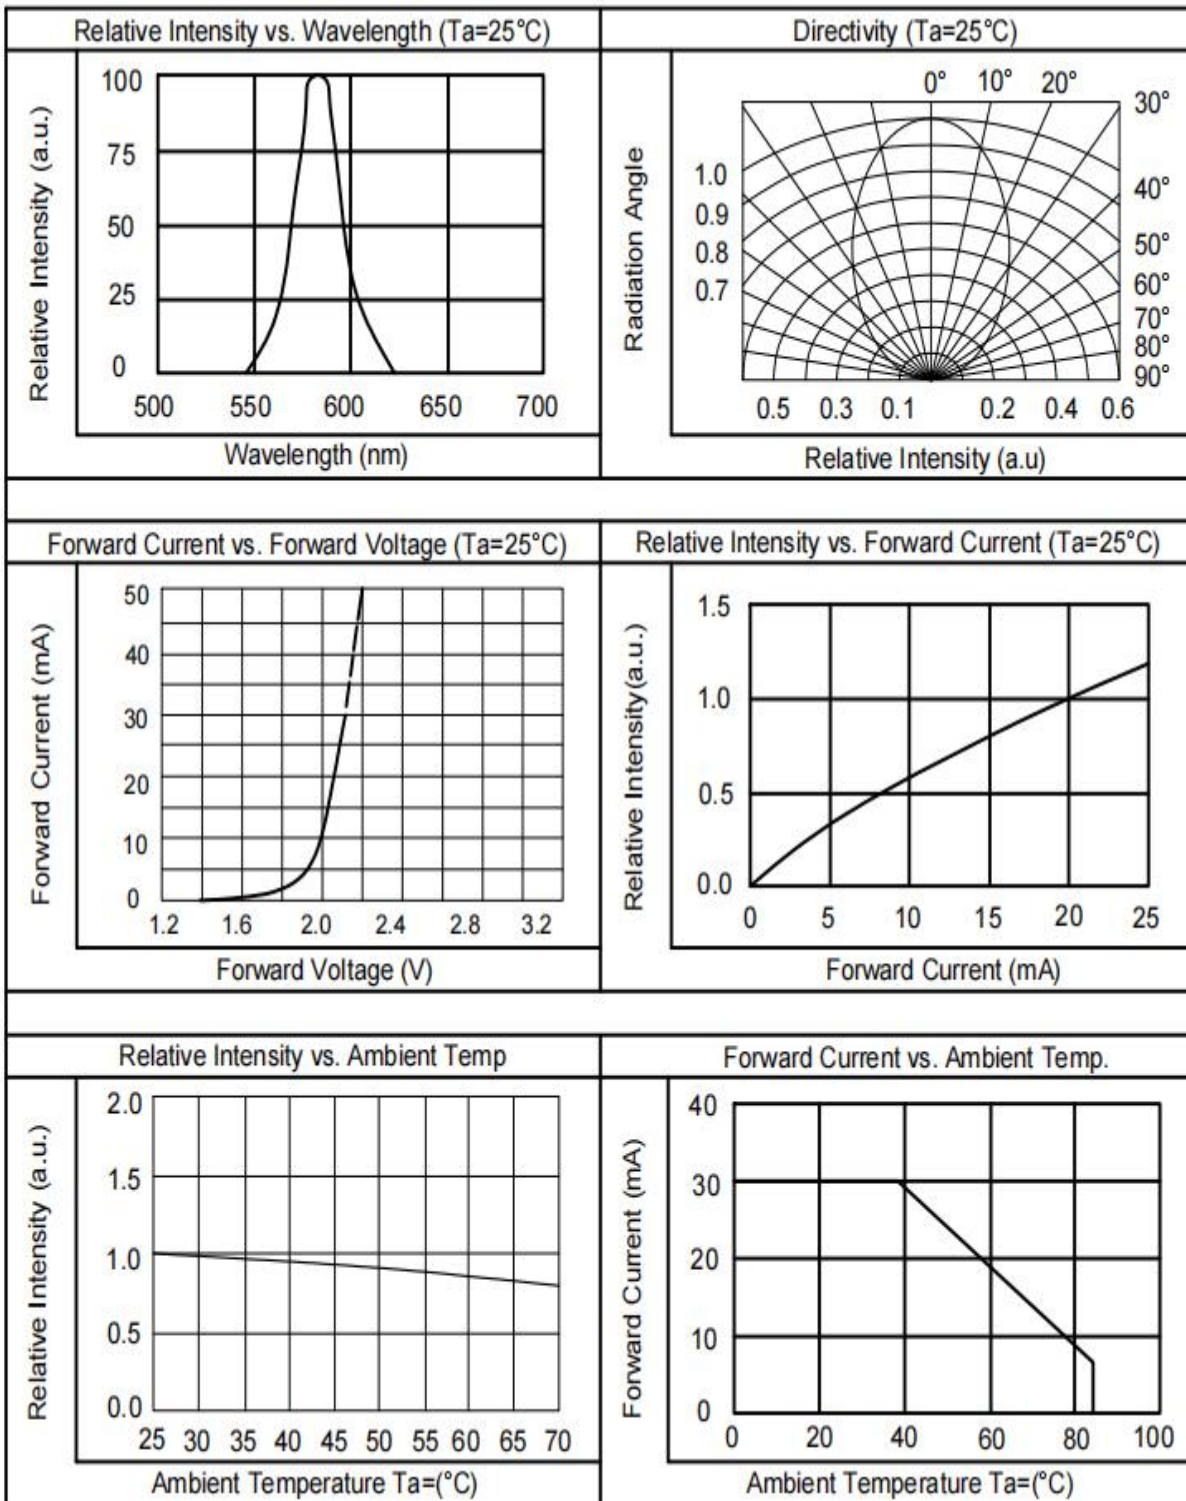 Relative Intensity vs. Wavelength (Ta=25°C)
Relative Intensity (a.u.)
100
75
50
25
0
500 550 600 650 700
Wavelength (nm)
Directivity (Ta=25°C)
Radiation Angle
0° 10° 20°
30°
40°
50°
60°
70°
80°
90°
1.0
0.9
0.8
0.7
0.5 0.3 0.1 0.2 0.4 0.6
Relative Intensity (a.u)
Forward Current vs. Forward Voltage (Ta=25°C)
Forward Current (mA)
50
40
30
20
10
0
1.2 1.6 2.0 2.4 2.8 3.2
Forward Voltage (V)
Relative Intensity vs. Forward Current (Ta=25°C)
Relative Intensity(a.u.)
1.5
1.0
0.5
0.0
0 5 10 15 20 25
Forward Current (mA)
Relative Intensity vs. Ambient Temp
Relative Intensity (a.u.)
2.0
1.5
1.0
0.5
0.0
25 30 35 40 45 50 55 60 65 70
Ambient Temperature Ta=(°C)
Forward Current vs. Ambient Temp.
Forward Current (mA)
40
30
20
10
0
0 20 40 60 80 100
Ambient Temperature Ta=(°C)